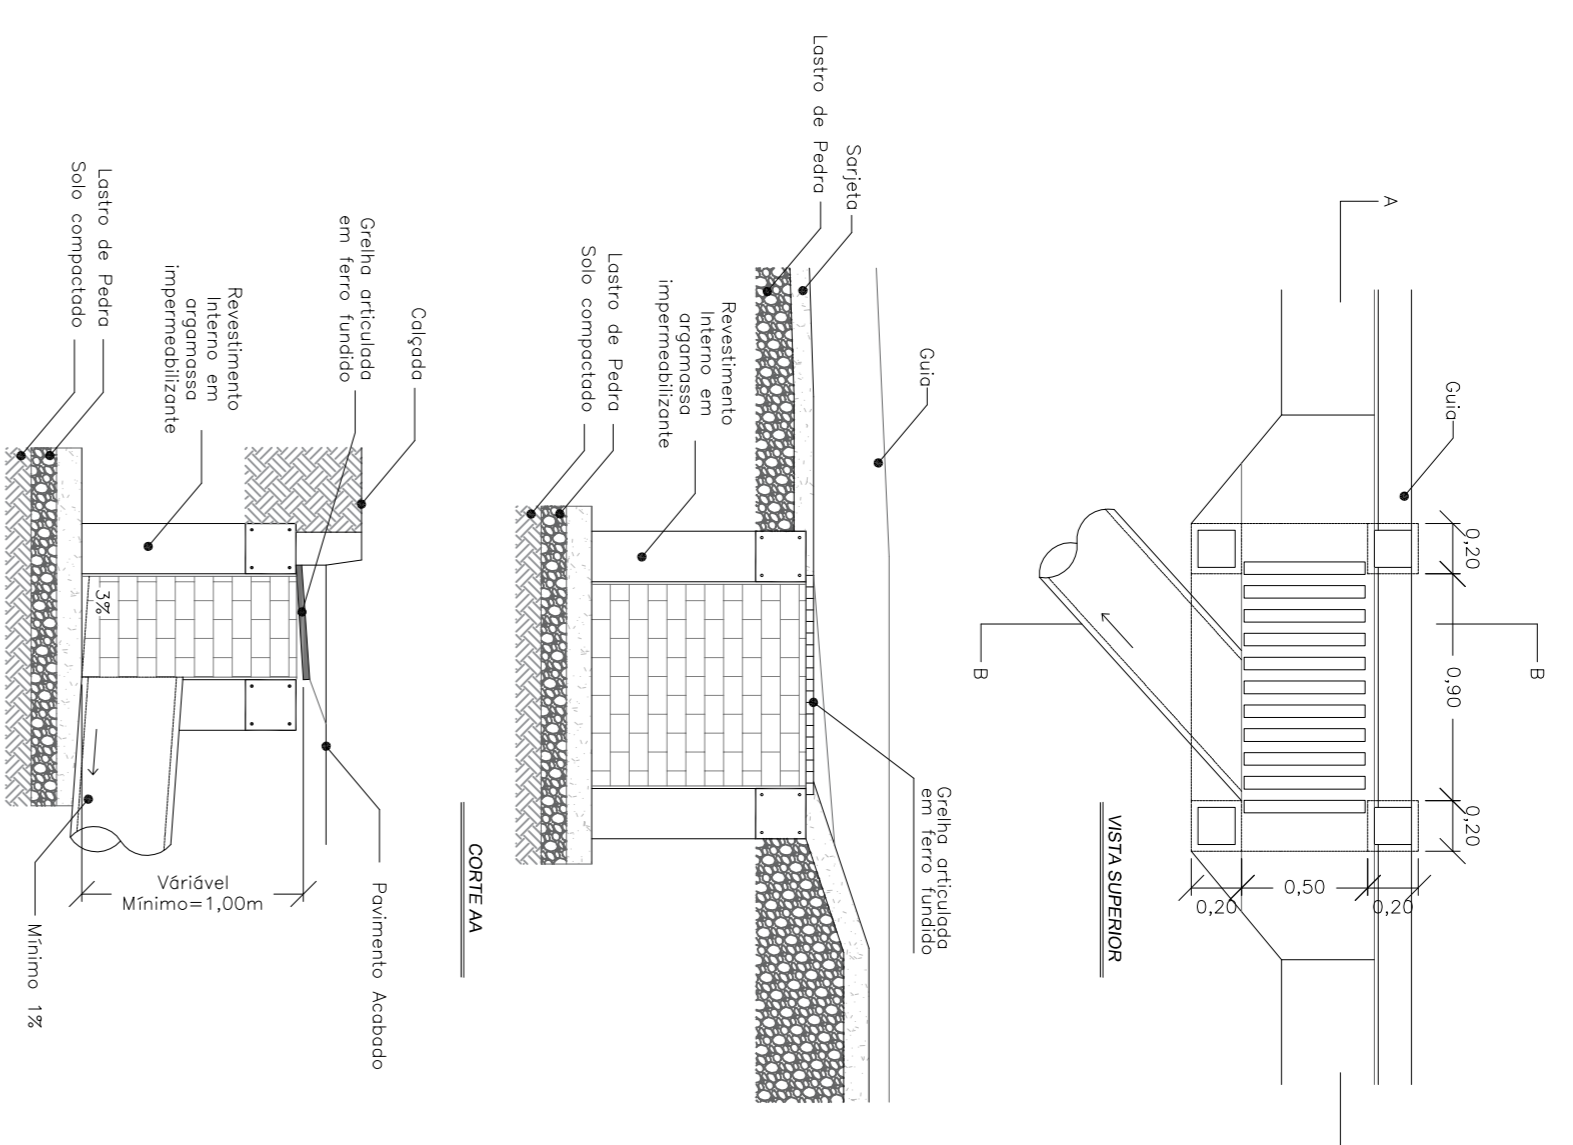 A
Guia
0,20
0,90
0,20
B
B
0,20
0,50
0,20
VISTA SUPERIOR
Guia
Sarjeta
Lastro de Pedra
Grelha articulada
em ferro fundido
Revestimento
Interno em
argamassa
impermeabilizante
Lastro de Pedra
Solo compactado
CORTE AA
Calçada
Grelha articulada
em ferro fundido
Revestimento
Interno em
argamassa
impermeabilizante
Lastro de Pedra
Solo compactado
3%
Pavimento Acabado
Váriável
Mínimo=1,00m
Mínimo 1%